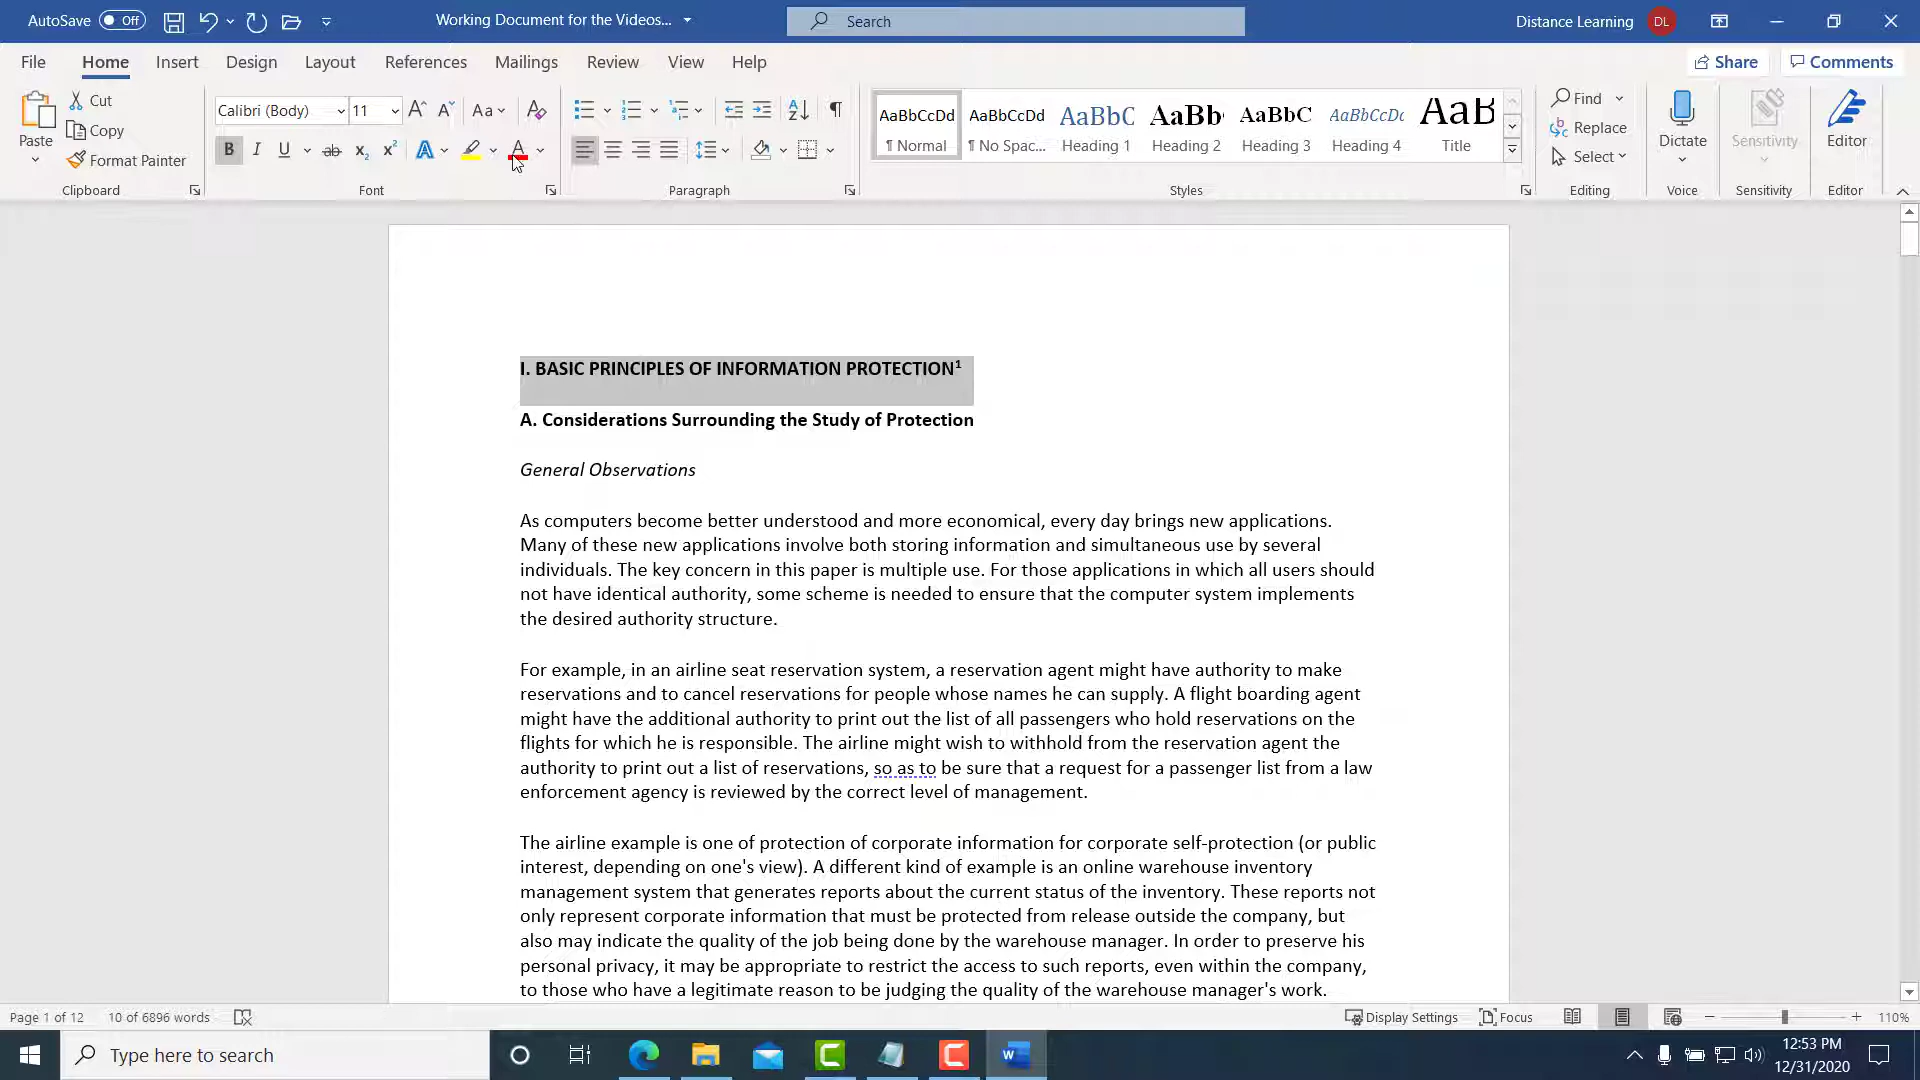 AutoSave Off Working Document for the Videos... Search Distance Learning DL
File Home Insert Design Layout References Mailings Review View Help Share Comments
Paste Cut Copy Format Painter Clipboard
Calibri (Body) 11 Aa B I U ab x₂ x² A A Font
Paragraph
AaBbCcDd ¶ Normal AaBbCcDd ¶ No Spac... AaBbC Heading 1 AaBb Heading 2 AaBbC Heading 3 AaBbCcDc Heading 4 AaB Title Styles
Find Replace Select Editing
Dictate Voice
Sensitivity Sensitivity
Editor Editor
I. BASIC PRINCIPLES OF INFORMATION PROTECTION¹
A. Considerations Surrounding the Study of Protection
General Observations
As computers become better understood and more economical, every day brings new applications.
Many of these new applications involve both storing information and simultaneous use by several
individuals. The key concern in this paper is multiple use. For those applications in which all users should
not have identical authority, some scheme is needed to ensure that the computer system implements
the desired authority structure.
For example, in an airline seat reservation system, a reservation agent might have authority to make
reservations and to cancel reservations for people whose names he can supply. A flight boarding agent
might have the additional authority to print out the list of all passengers who hold reservations on the
flights for which he is responsible. The airline might wish to withhold from the reservation agent the
authority to print out a list of reservations, so as to be sure that a request for a passenger list from a law
enforcement agency is reviewed by the correct level of management.
The airline example is one of protection of corporate information for corporate self-protection (or public
interest, depending on one's view). A different kind of example is an online warehouse inventory
management system that generates reports about the current status of the inventory. These reports not
only represent corporate information that must be protected from release outside the company, but
also may indicate the quality of the job being done by the warehouse manager. In order to preserve his
personal privacy, it may be appropriate to restrict the access to such reports, even within the company,
to those who have a legitimate reason to be judging the quality of the warehouse manager's work.
Page 1 of 12 10 of 6896 words Display Settings Focus 110%
Type here to search 12:53 PM
12/31/2020